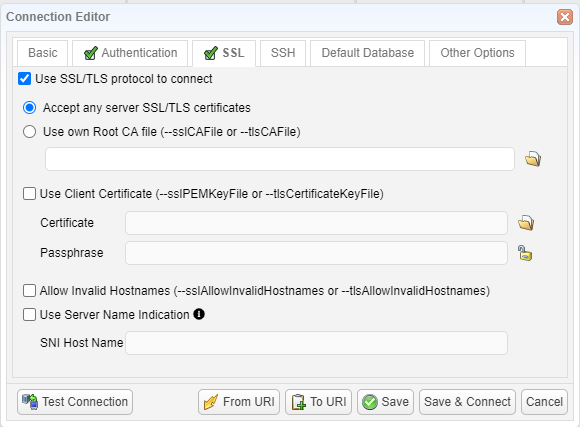 Connection Editor
Basic Authentication SSL SSH Default Database Other Options
Use SSL/TLS protocol to connect
Accept any server SSL/TLS certificates
Use own Root CA file (--sslCAFile or --tlsCAFile)
Use Client Certificate (--sslPEMKeyFile or --tlsCertificateKeyFile)
Certificate
Passphrase
Allow Invalid Hostnames (--sslAllowInvalidHostnames or --tlsAllowInvalidHostnames)
Use Server Name Indication
SNI Host Name
Test Connection From URI To URI Save Save & Connect Cancel